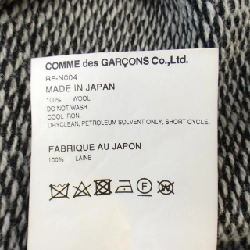 COMME des GARÇONS Co.,Ltd.
RF-N004
MADE IN JAPAN
100% WOOL
DO NOT WASH
COOL IRON
DRYCLEAN, PETROLEUM SOLVENT ONLY, SHORT CYCLE.
FABRIQUE AU JAPON
100% LAINE